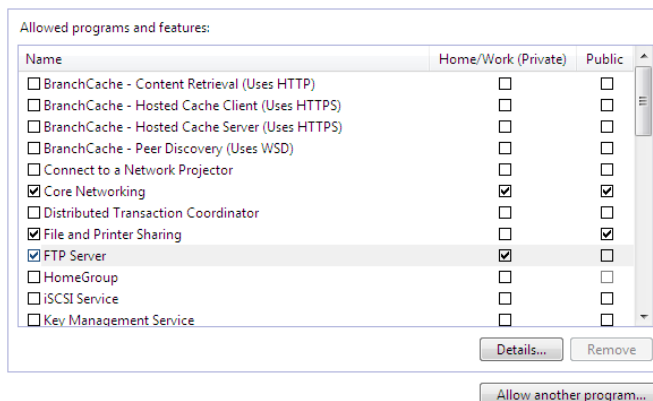 Allowed programs and features:
Name Home/Work (Private) Public
BranchCache - Content Retrieval (Uses HTTP)
BranchCache - Hosted Cache Client (Uses HTTPS)
BranchCache - Hosted Cache Server (Uses HTTPS)
BranchCache - Peer Discovery (Uses WSD)
Connect to a Network Projector
Core Networking
Distributed Transaction Coordinator
File and Printer Sharing
FTP Server
HomeGroup
iSCSI Service
Key Management Service
Details... Remove
Allow another program...